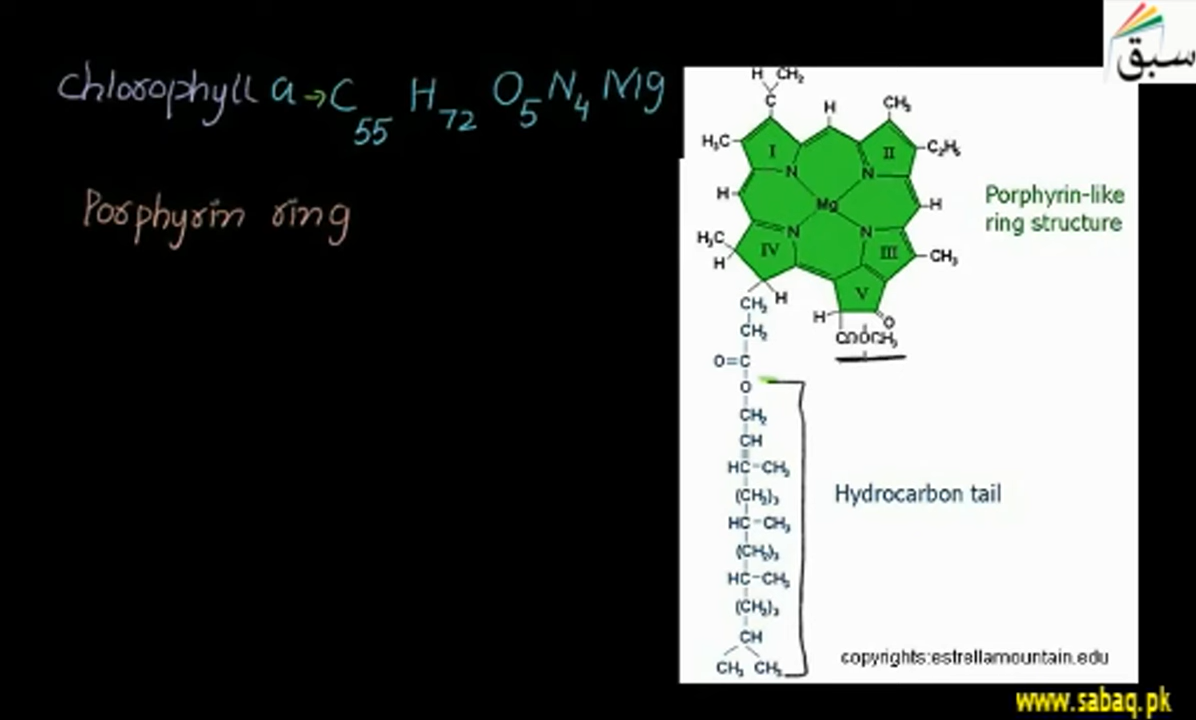 سبق
Chlorophyll a → C55 H72 O5 N4 Mg
Porphyrin ring
H CH2
C
H
CH3
H3C
I
II
C2H5
N N
H
Mg
H
Porphyrin-like
ring structure
N N
H3C
IV
III
CH3
H
V
H
CH2
H
O
CH2
COOCH3
O=C
O
CH2
CH
HC-CH3
(CH2)3
Hydrocarbon tail
HC-CH3
(CH2)3
HC-CH3
(CH2)3
CH
CH3 CH3
copyrights:estrellamountain.edu
www.sabaq.pk